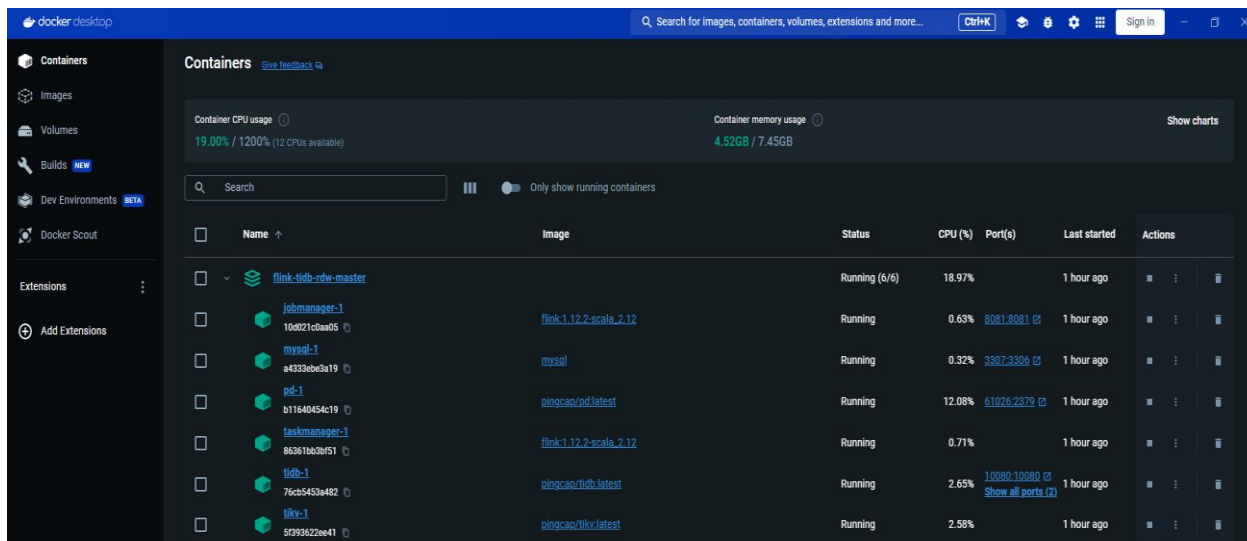 docker desktop
Search for images, containers, volumes, extensions and more...
Ctrl+K
Sign in
Containers
Images
Volumes
Builds NEW
Dev Environments BETA
Docker Scout
Extensions
Add Extensions
Containers Give feedback
Container CPU usage
19.00% / 1200% (12 CPUs available)
Container memory usage
4.52GB / 7.45GB
Show charts
Search
Only show running containers
Name Image Status CPU (%) Port(s) Last started Actions
flink-tidb-rdw-master Running (6/6) 18.97% 1 hour ago
jobmanager-1
10d021c0aa05 flink:1.12.2-scala_2.12 Running 0.63% 8081:8081 1 hour ago
mysql-1
a4333ebe3a19 mysql Running 0.32% 3307:3306 1 hour ago
pd-1
b11640454c19 pingcap/pd:latest Running 12.08% 61026:2379 1 hour ago
taskmanager-1
86361bb3bf51 flink:1.12.2-scala_2.12 Running 0.71% 1 hour ago
tidb-1
76cb5453a482 pingcap/tidb:latest Running 2.65% 10080:10080 1 hour ago
Show all ports (2)
tikv-1
5f393622ee41 pingcap/tikv:latest Running 2.58% 1 hour ago